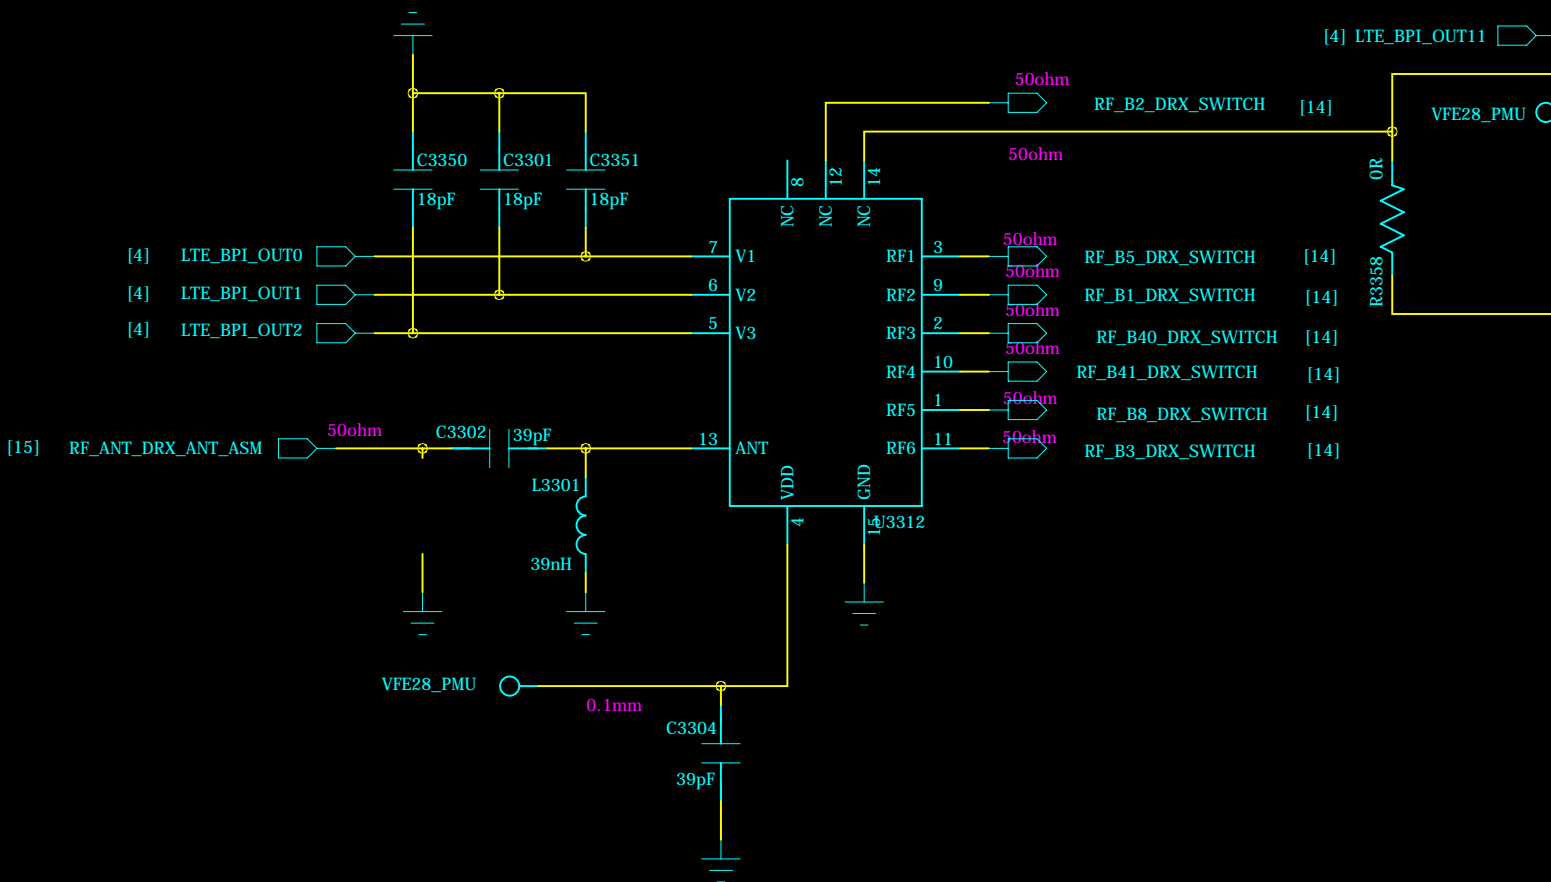 [4] LTE_BPI_OUT11
50ohm
RF_B2_DRX_SWITCH [14]
VFE28_PMU
50ohm
C3350 C3301 C3351
18pF 18pF 18pF
8 12 14
NC NC NC
0R
R3358
[4] LTE_BPI_OUT0 7 V1
RF1 3 50ohm RF_B5_DRX_SWITCH [14]
[4] LTE_BPI_OUT1 6 V2
RF2 9 50ohm RF_B1_DRX_SWITCH [14]
[4] LTE_BPI_OUT2 5 V3
RF3 2 50ohm RF_B40_DRX_SWITCH [14]
RF4 10 50ohm RF_B41_DRX_SWITCH [14]
RF5 1 50ohm RF_B8_DRX_SWITCH [14]
[15] RF_ANT_DRX_ANT_ASM 50ohm C3302 39pF 13 ANT
RF6 11 50ohm RF_B3_DRX_SWITCH [14]
L3301
39nH
VDD GND
4 15 U3312
VFE28_PMU
0.1mm
C3304
39pF